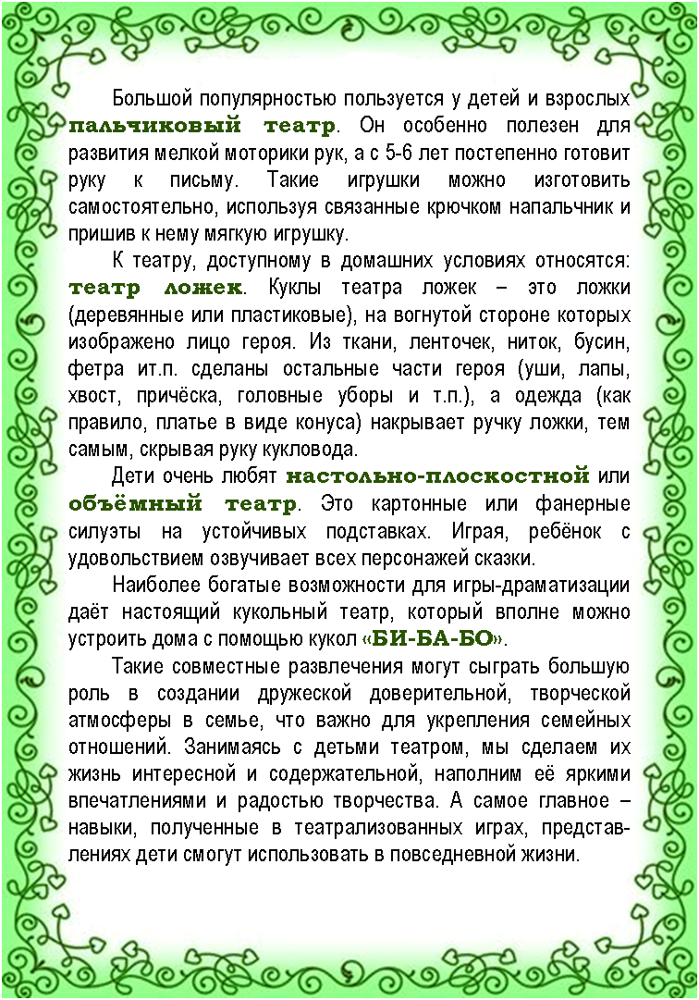 Большой популярностью пользуется у детей и взрослых
пальчиковый театр. Он особенно полезен для
развития мелкой моторики рук, а с 5-6 лет постепенно готовит
руку к письму. Такие игрушки можно изготовить
самостоятельно, используя связанные крючком напальчник и
пришив к нему мягкую игрушку.
К театру, доступному в домашних условиях относятся:
театр ложек. Куклы театра ложек – это ложки
(деревянные или пластиковые), на вогнутой стороне которых
изображено лицо героя. Из ткани, ленточек, ниток, бусин,
фетра ит.п. сделаны остальные части героя (уши, лапы,
хвост, причёска, головные уборы и т.п.), а одежда (как
правило, платье в виде конуса) накрывает ручку ложки, тем
самым, скрывая руку кукловода.
Дети очень любят настольно-плоскостной или
объёмный театр. Это картонные или фанерные
силуэты на устойчивых подставках. Играя, ребёнок с
удовольствием озвучивает всех персонажей сказки.
Наиболее богатые возможности для игры-драматизации
даёт настоящий кукольный театр, который вполне можно
устроить дома с помощью кукол «БИ-БА-БО».
Такие совместные развлечения могут сыграть большую
роль в создании дружеской доверительной, творческой
атмосферы в семье, что важно для укрепления семейных
отношений. Занимаясь с детьми театром, мы сделаем их
жизнь интересной и содержательной, наполним её яркими
впечатлениями и радостью творчества. А самое главное –
навыки, полученные в театрализованных играх, представ-
лениях дети смогут использовать в повседневной жизни.